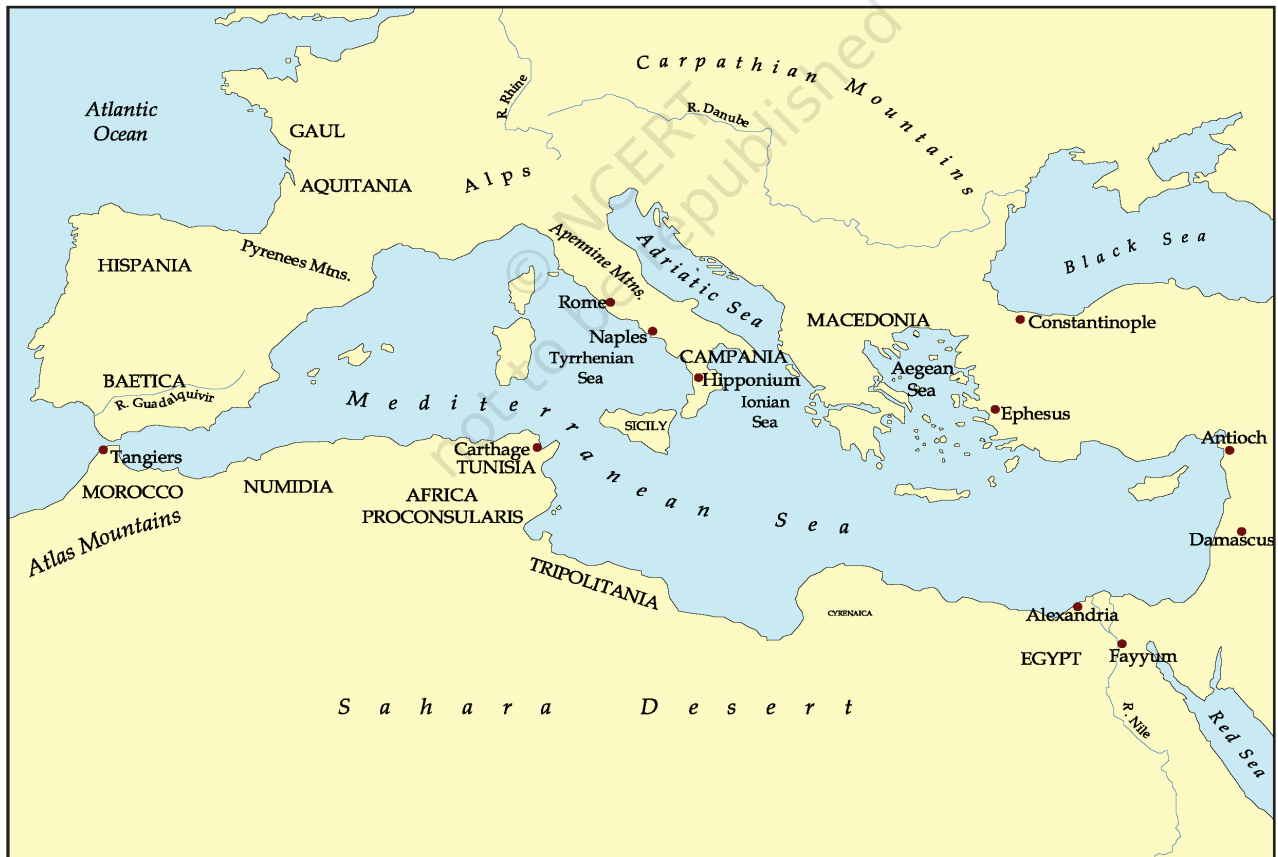 Carpathian Mountains
R. Rhine
R. Danube
Atlantic
Ocean
GAUL
AQUITANIA
Alps
HISPANIA
Pyrenees Mtns.
Apennine Mtns.
Adriatic Sea
Black Sea
Rome
Naples
Tyrrhenian
Sea
CAMPANIA
Hipponium
Ionian
Sea
MACEDONIA
Constantinople
Aegean
Sea
Ephesus
BAETICA
R. Guadalquivir
Mediterranean Sea
SICILY
Tangiers
MOROCCO
Atlas Mountains
NUMIDIA
Carthage
TUNISIA
AFRICA
PROCONSULARIS
Antioch
Damascus
TRIPOLITANIA
CYRENAICA
Alexandria
EGYPT
Fayyum
R. Nile
Red Sea
Sahara Desert
© NCERT
not to be republished